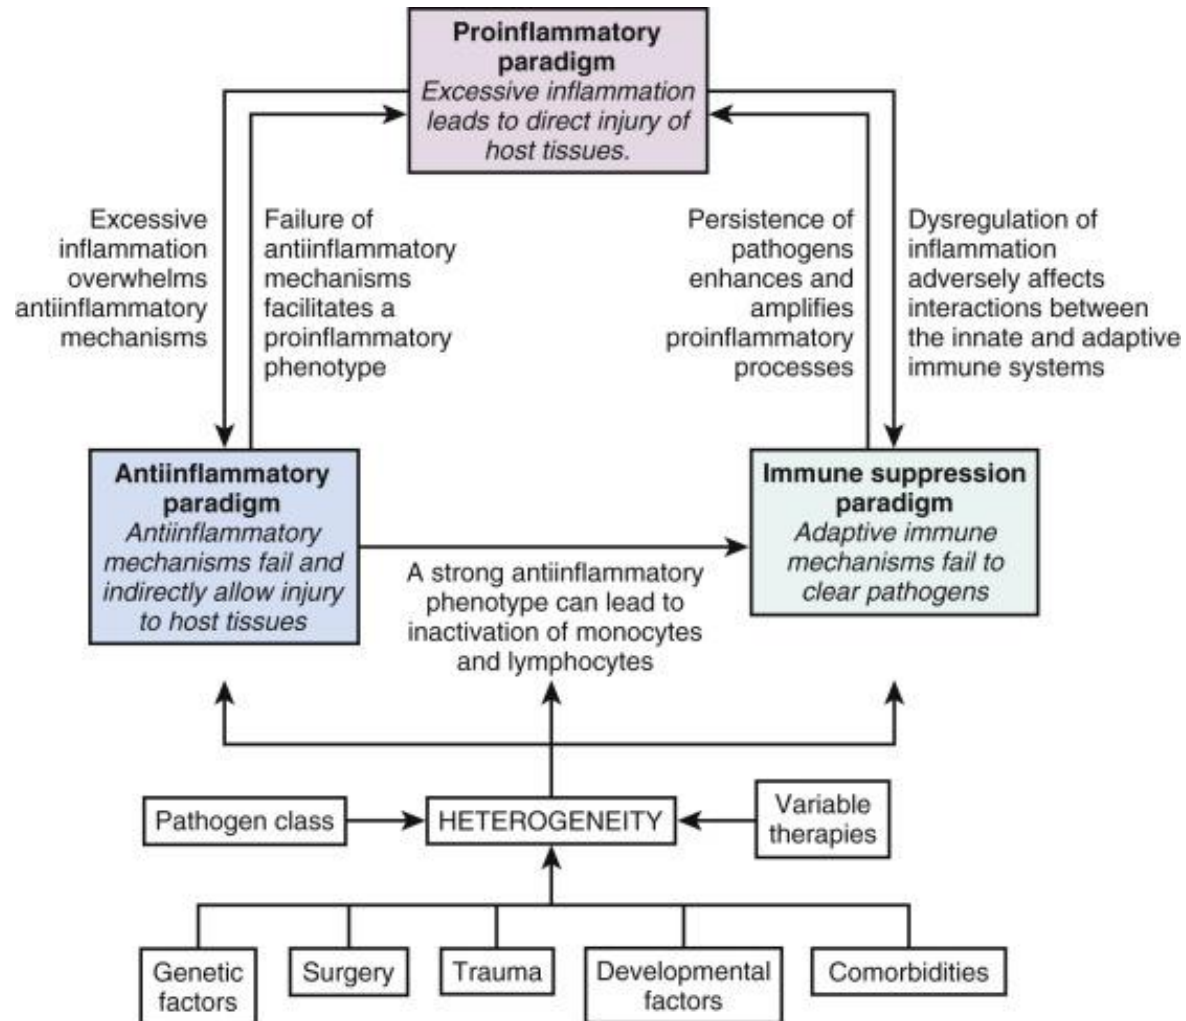 Proinflammatory
paradigm
Excessive inflammation
leads to direct injury of
host tissues.
Excessive
inflammation
overwhelms
antiinflammatory
mechanisms
Failure of
antiinflammatory
mechanisms
facilitates a
proinflammatory
phenotype
Persistence of
pathogens
enhances and
amplifies
proinflammatory
processes
Dysregulation of
inflammation
adversely affects
interactions between
the innate and adaptive
immune systems
Antiinflammatory
paradigm
Antiinflammatory
mechanisms fail and
indirectly allow injury
to host tissues
A strong antiinflammatory
phenotype can lead to
inactivation of monocytes
and lymphocytes
Immune suppression
paradigm
Adaptive immune
mechanisms fail to
clear pathogens
Pathogen class
HETEROGENEITY
Variable
therapies
Genetic
factors
Surgery
Trauma
Developmental
factors
Comorbidities